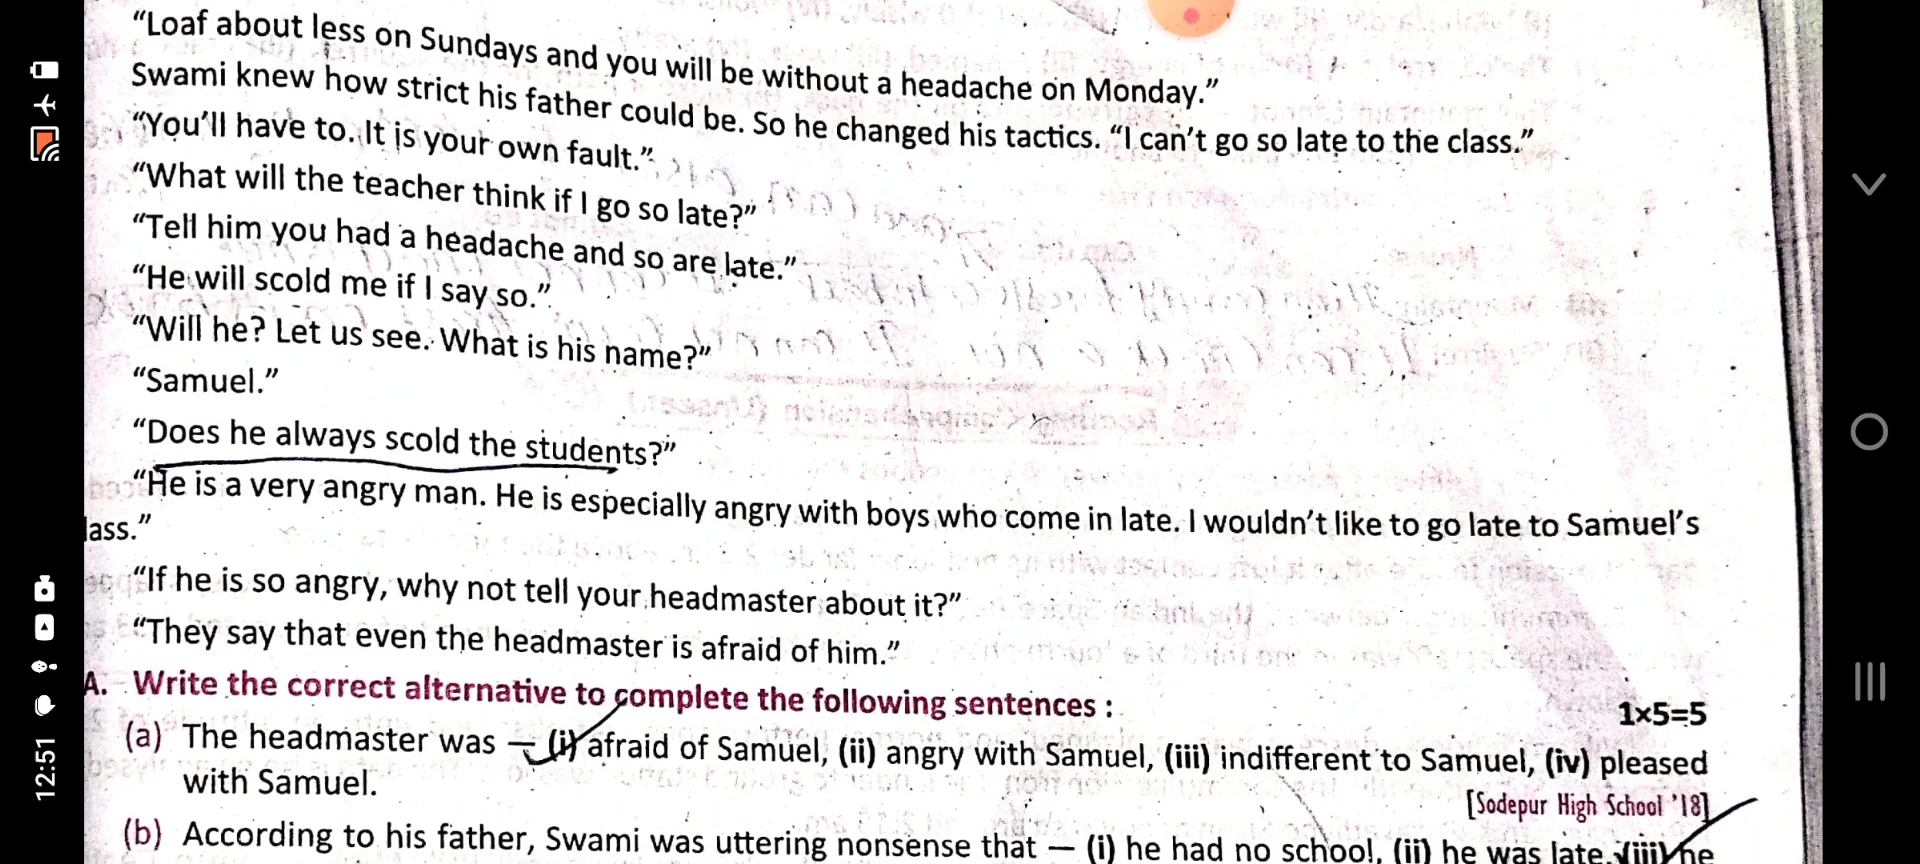 “Loaf about less on Sundays and you will be without a headache on Monday.”
Swami knew how strict his father could be. So he changed his tactics. “I can’t go so late to the class.”
“You’ll have to. It is your own fault.”
“What will the teacher think if I go so late?”
“Tell him you had a headache and so are late.”
“He will scold me if I say so.”
“Will he? Let us see. What is his name?”
“Samuel.”
“Does he always scold the students?”
“He is a very angry man. He is especially angry with boys who come in late. I wouldn’t like to go late to Samuel’s
lass.”
“If he is so angry, why not tell your headmaster about it?”
“They say that even the headmaster is afraid of him.”
A. Write the correct alternative to complete the following sentences :
1×5=5
(a) The headmaster was — (i) afraid of Samuel, (ii) angry with Samuel, (iii) indifferent to Samuel, (iv) pleased
with Samuel.
[Sodepur High School ’18]
(b) According to his father, Swami was uttering nonsense that — (i) he had no school, (ii) he was late, (iii) he
12:51